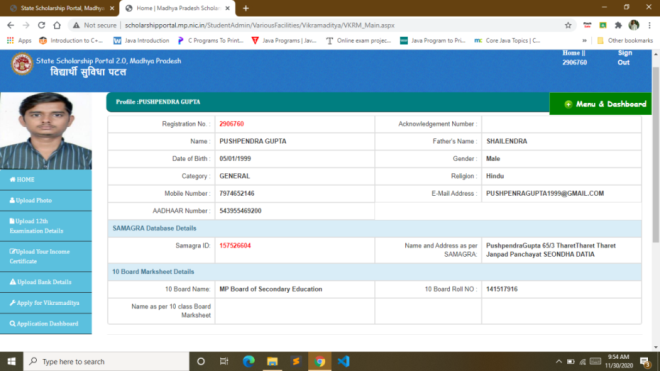 State Scholarship Portal 2.0, Madhya P
Home | Madhya Pradesh Scholars
Not secure | scholarshipportal.mp.nic.in/StudentAdmin/VariousFacilities/Vikramaditya/VKRM_Main.aspx
Apps
Introduction to C+...
Java Introduction
C Programs To Print...
Java Programs | Jav...
Online exam projec...
Java Program to Pri...
Core Java Topics | C...
Other bookmarks
State Scholarship Portal 2.0, Madhya Pradesh
विद्यार्थी सुविधा पटल
Home || 2906760
Sign Out
Profile :PUSHPENDRA GUPTA
Menu & Dashboard
Registration No : 2906760 Acknowledgement Number :
Name : PUSHPENDRA GUPTA Father's Name : SHAILENDRA
Date of Birth : 05/01/1999 Gender : Male
Category : GENERAL Religion : Hindu
Mobile Number : 7974652146 E-Mail Address : PUSHPENRAGUPTA1999@GMAIL.COM
AADHAAR Number : 543955469200
SAMAGRA Database Details
Samagra ID: 157526604 Name and Address as per SAMAGRA: PushpendraGupta 65/3 TharetTharet Tharet
Janpad Panchayat SEONDHA DATIA
10 Board Marksheet Details
10 Board Name: MP Board of Secondary Education 10 Board Roll NO : 141517916
Name as per 10 class Board
Marksheet
HOME
Upload Photo
Upload 12th
Examination Details
Upload Your Income
Certificate
Upload Bank Details
Apply for Vikramaditya
Application Dashboard
Type here to search
9:54 AM
11/30/2020